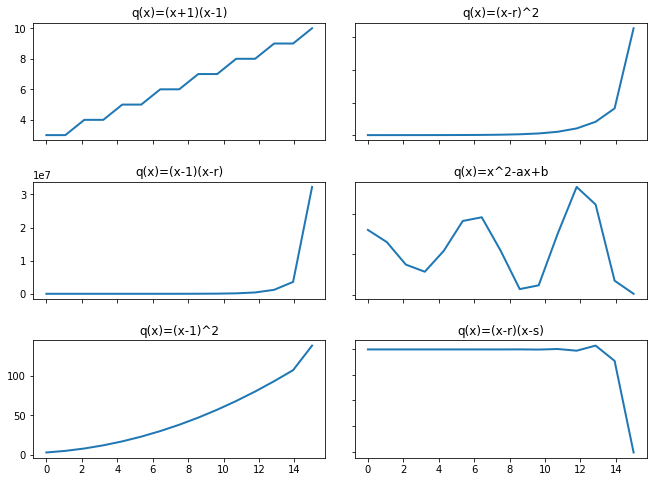 q(x)=(x+1)(x-1)
10
8
6
4
q(x)=(x-r)^2
q(x)=(x-1)(x-r)
1e7
3
2
1
0
q(x)=x^2-ax+b
q(x)=(x-1)^2
100
50
0
0 2 4 6 8 10 12 14
q(x)=(x-r)(x-s)
0 2 4 6 8 10 12 14